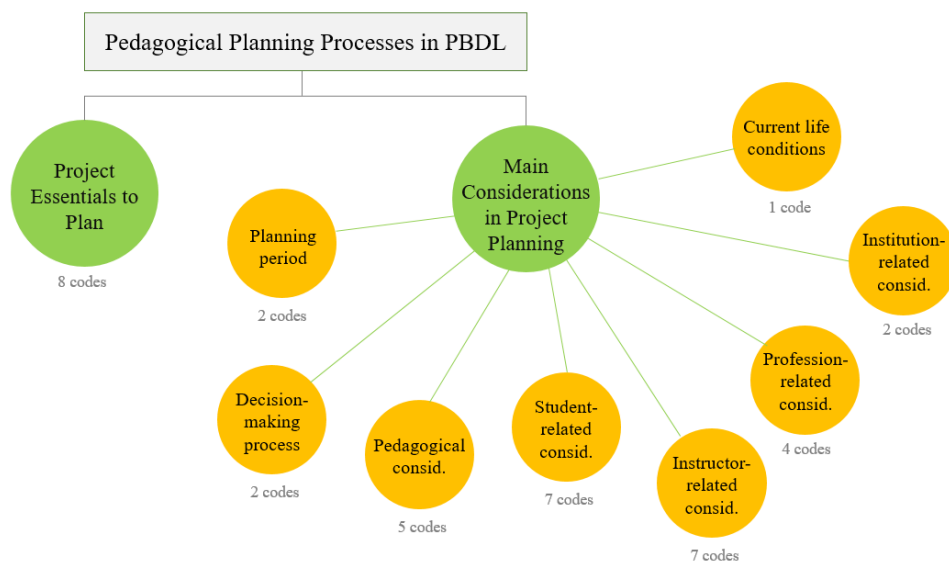 Pedagogical Planning Processes in PBDL
Project
Essentials to
Plan
8 codes
Main
Considerations
in Project
Planning
Planning
period
2 codes
Decision-
making
process
2 codes
Pedagogical
consid.
5 codes
Student-
related
consid.
7 codes
Instructor-
related
consid.
7 codes
Profession-
related
consid.
4 codes
Institution-
related
consid.
2 codes
Current life
conditions
1 code